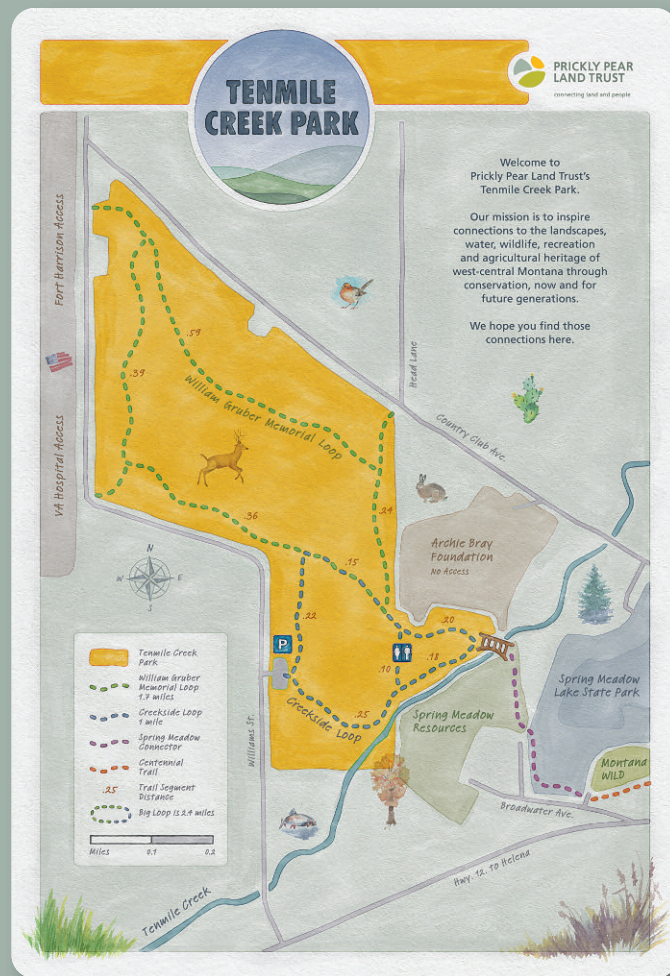 TENMILE
CREEK PARK
PRICKLY PEAR
LAND TRUST
connecting land and people
Welcome to
Prickly Pear Land Trust's
Tenmile Creek Park.
Our mission is to inspire
connections to the landscapes,
water, wildlife, recreation
and agricultural heritage of
west-central Montana through
conservation, now and for
future generations.
We hope you find those
connections here.
Fort Harrison Access
VA Hospital Access
Head Lane
Country Club Ave.
.59
.39
William Gruber Memorial Loop
.24
.36
.15
Archie Bray
Foundation
No Access
N
W
E
S
.22
.20
.18
.10
P
.25
Creekside Loop
Williams St.
Spring Meadow
Resources
Spring Meadow
Lake State Park
Montana
WILD
Broadwater Ave.
Hwy. 12, to Helena
Tenmile Creek
Tenmile Creek
Park
William Gruber
Memorial Loop
1.7 miles
Creekside Loop
1 mile
Spring Meadow
Connector
Centennial
Trail
.25
Trail Segment
Distance
Big Loop is 2.4 miles
Miles
0.1
0.2